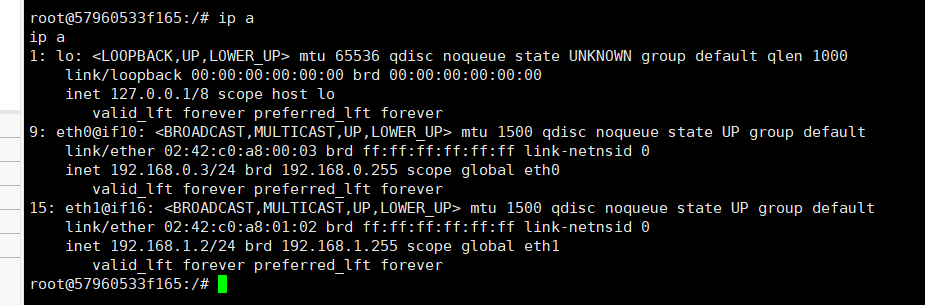 root@57960533f165:/# ip a
ip a
1: lo: <LOOPBACK,UP,LOWER_UP> mtu 65536 qdisc noqueue state UNKNOWN group default qlen 1000
    link/loopback 00:00:00:00:00:00 brd 00:00:00:00:00:00
    inet 127.0.0.1/8 scope host lo
       valid_lft forever preferred_lft forever
9: eth0@if10: <BROADCAST,MULTICAST,UP,LOWER_UP> mtu 1500 qdisc noqueue state UP group default
    link/ether 02:42:c0:a8:00:03 brd ff:ff:ff:ff:ff:ff link-netnsid 0
    inet 192.168.0.3/24 brd 192.168.0.255 scope global eth0
       valid_lft forever preferred_lft forever
15: eth1@if16: <BROADCAST,MULTICAST,UP,LOWER_UP> mtu 1500 qdisc noqueue state UP group default
    link/ether 02:42:c0:a8:01:02 brd ff:ff:ff:ff:ff:ff link-netnsid 0
    inet 192.168.1.2/24 brd 192.168.1.255 scope global eth1
       valid_lft forever preferred_lft forever
root@57960533f165:/#